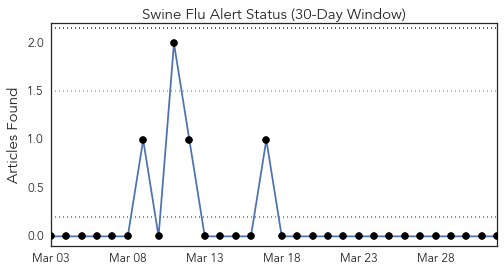 Swine Flu Alert Status (30-Day Window)
Articles Found
2.0
1.5
1.0
0.5
0.0
Mar 03 Mar 08 Mar 13 Mar 18 Mar 23 Mar 28